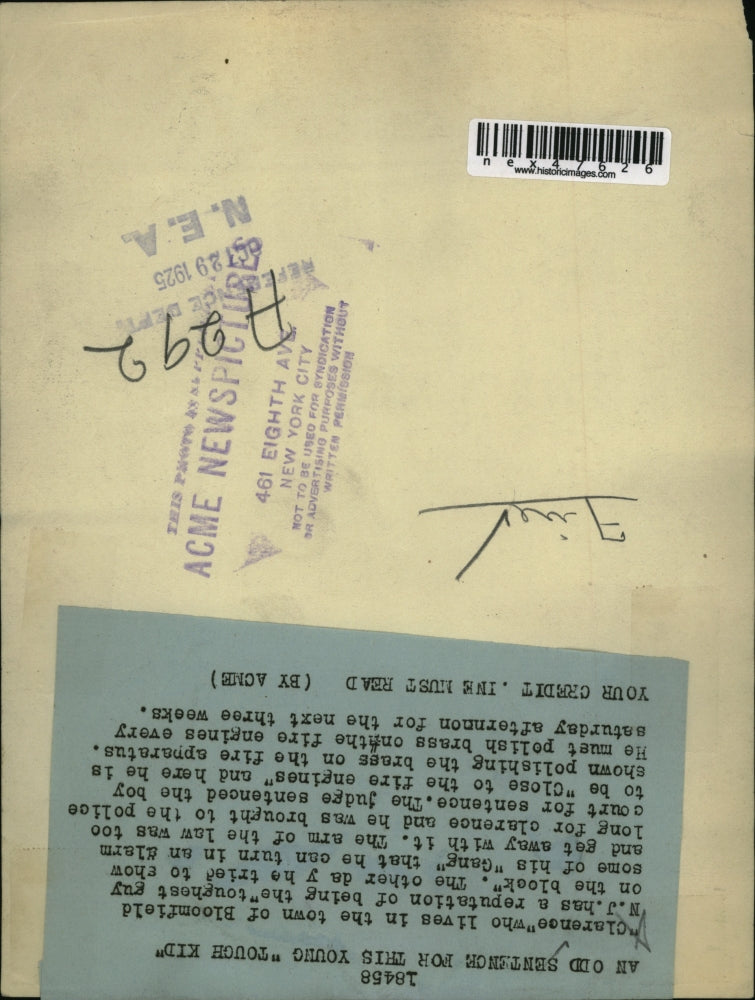 nex47626
www.historicimages.com
N.E.A.
OCT 29 1925
REFERENCE DEPT.
A292
THIS PHOTO IS
ACME NEWSPICTURES
461 EIGHTH AVE.
NEW YORK CITY
NOT TO BE USED FOR SYNDICATION
OR ADVERTISING PURPOSES WITHOUT
WRITTEN PERMISSION
18458
AN ODD SENTENCE FOR THIS YOUNG "TOUGH KID"
"Clarence"who lives in the town of Bloomfield
N.J.has a reputation of being the"toughest guy
on the block". The other da y he tried to show
some of his "Gang" that he can turn in an alarm
and get away with it. The arm of the law was too
long for clarence and he was brought to the police
court for sentence.The judge sentenced the boy
to be "Close to the fire engines" and here he is
shown polishing the brass on the fire apparatus.
He must polish brass on the fire engines every
saturday afternnon for the next three weeks.
YOUR CREDIT . INE MUST READ (BY ACME)